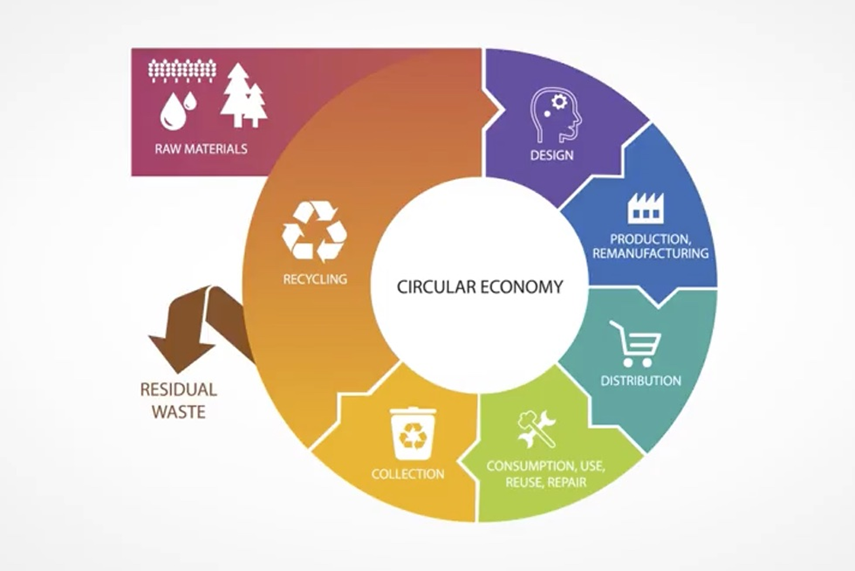 RAW MATERIALS
DESIGN
PRODUCTION,
REMANUFACTURING
RECYCLING
CIRCULAR ECONOMY
DISTRIBUTION
RESIDUAL
WASTE
COLLECTION
CONSUMPTION, USE,
REUSE, REPAIR